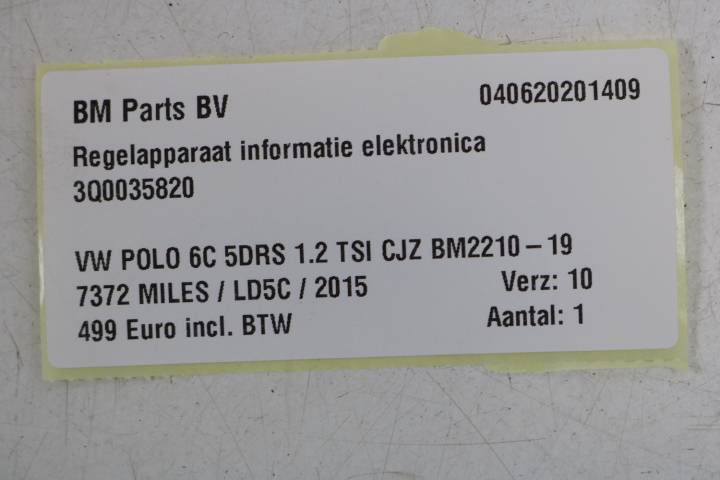 BM Parts BV 040620201409
Regelapparaat informatie elektronica
3Q0035820
VW POLO 6C 5DRS 1.2 TSI CJZ BM2210-19
7372 MILES / LD5C / 2015 Verz: 10
499 Euro incl. BTW Aantal: 1